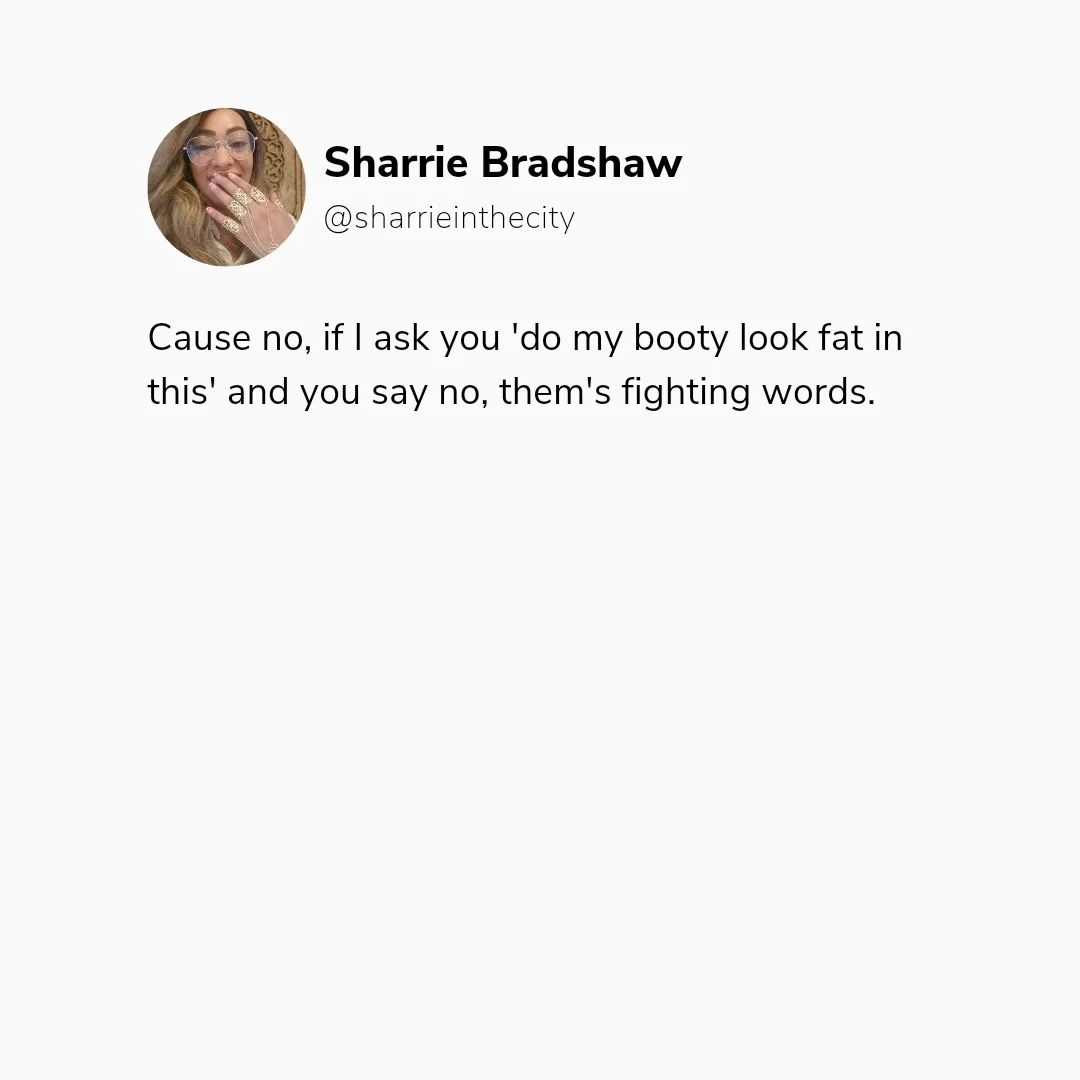 Sharrie Bradshaw
@sharrieinthecity
Cause no, if I ask you 'do my booty look fat in
this' and you say no, them's fighting words.